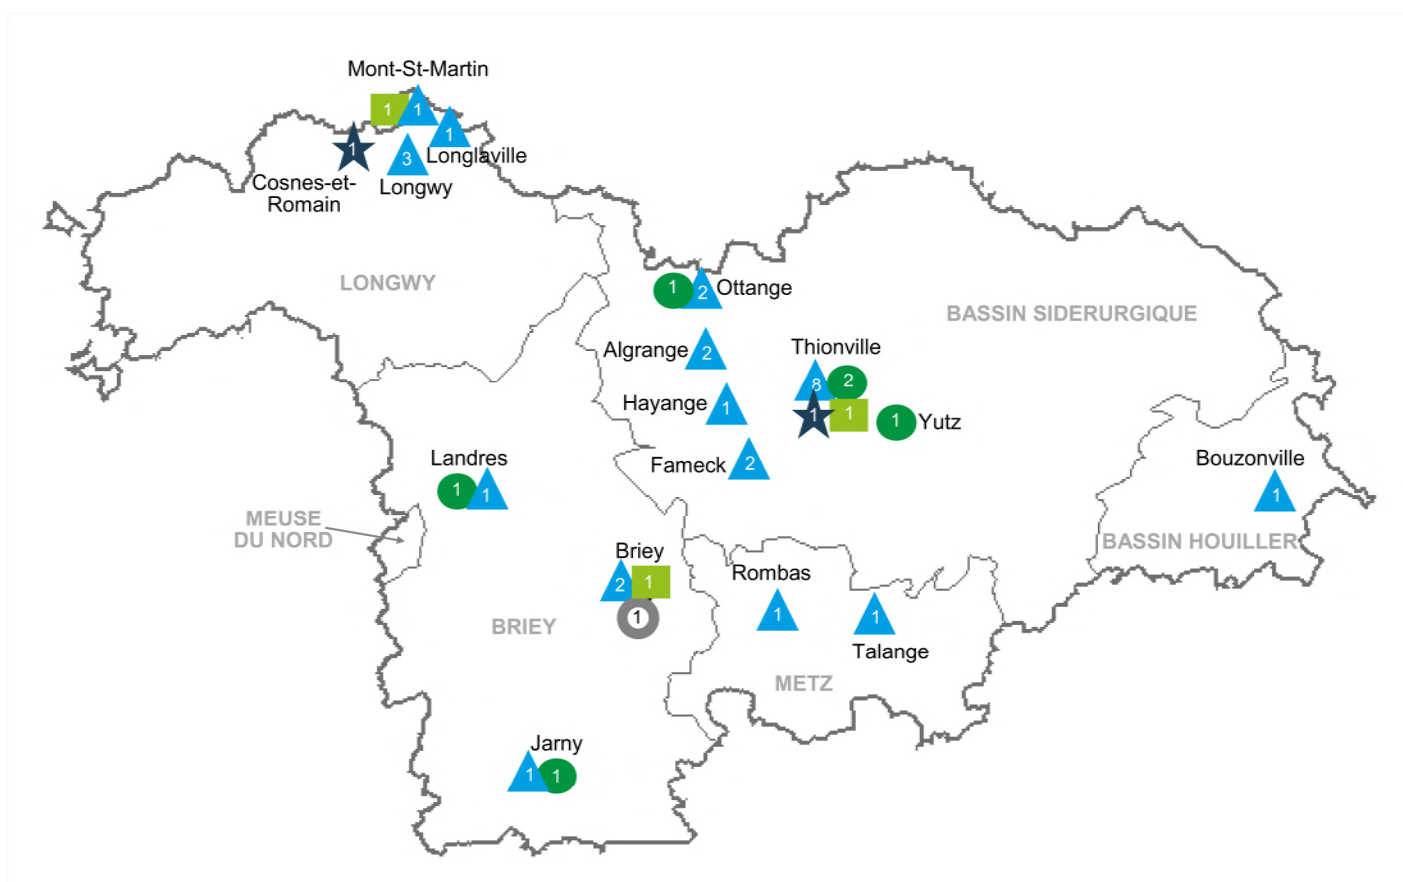 Mont-St-Martin
1
1
1
Longlaville
1
3
Cosnes-et-
Romain
Longwy
LONGWY
1
2
Ottange
BASSIN SIDERURGIQUE
Algrange
2
Thionville
8
2
Hayange
1
1
1
1
Yutz
Landres
1
1
Fameck
2
Bouzonville
1
MEUSE
DU NORD
BASSIN HOUILLER
Briey
2
1
1
Rombas
1
1
BRIEY
Talange
METZ
Jarny
1
1